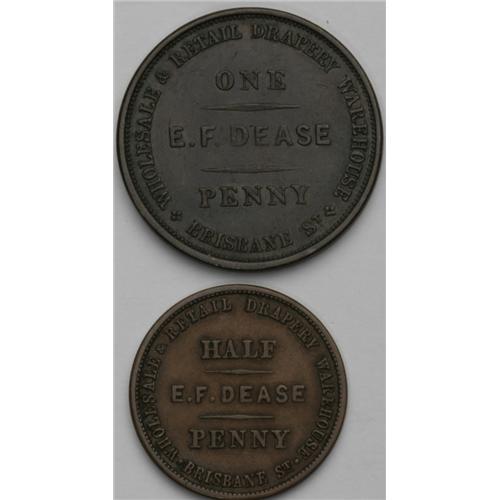 WHOLESALE & RETAIL DRAPERY WAREHOUSE
ONE
E.F. DEASE
PENNY
BRISBANE ST.
WHOLESALE & RETAIL DRAPERY WAREHOUSE
HALF
E.F. DEASE
PENNY
BRISBANE ST.